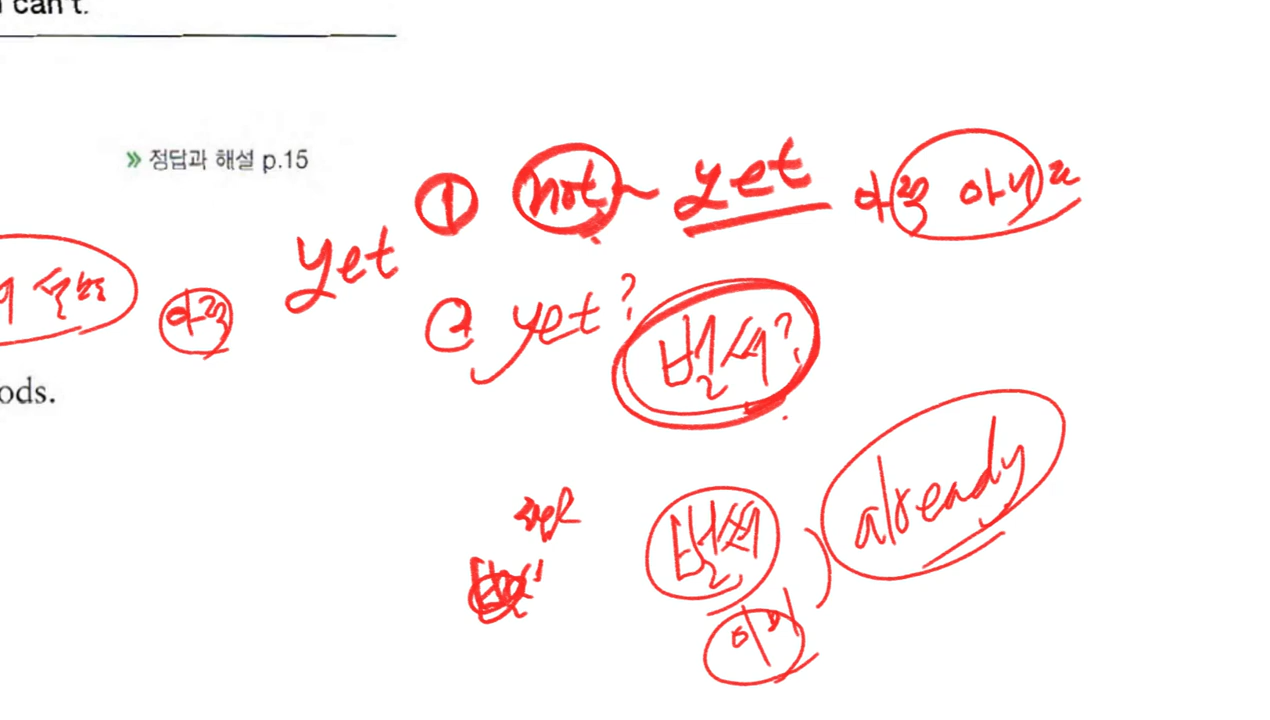 can't.
» 정답과 해설 p.15
① not ~ yet 아직 아니ㄹ
yet
아직
② yet? 벌써?
ods.
already
벌써
이미